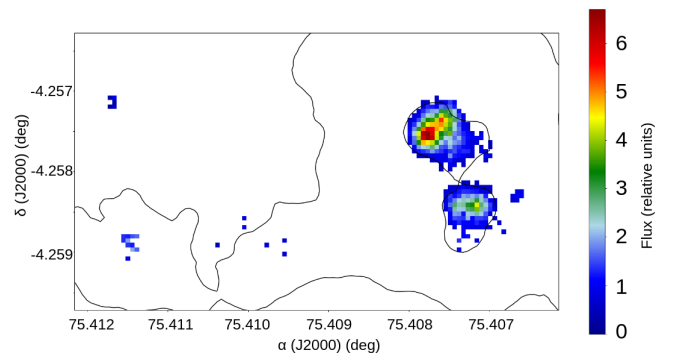 6
5
4
3
2
1
0
Flux (relative units)
-4.257
-4.258
-4.259
δ (J2000) (deg)
75.412 75.411 75.410 75.409 75.408 75.407
α (J2000) (deg)